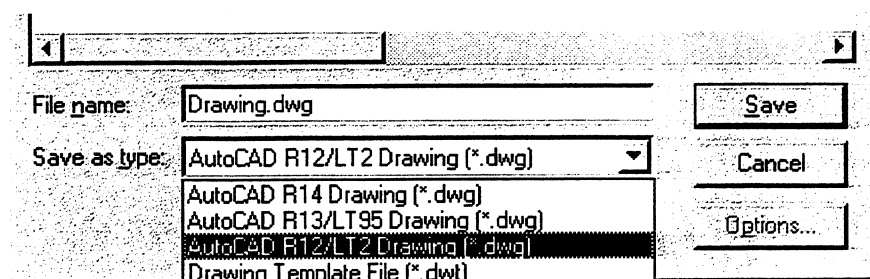 File name: Drawing.dwg Save
Save as type: AutoCAD R12/LT2 Drawing (*.dwg) Cancel
AutoCAD R14 Drawing (*.dwg)
AutoCAD R13/LT95 Drawing (*.dwg)
AutoCAD R12/LT2 Drawing (*.dwg) Options...
Drawing Template File (*.dwt)